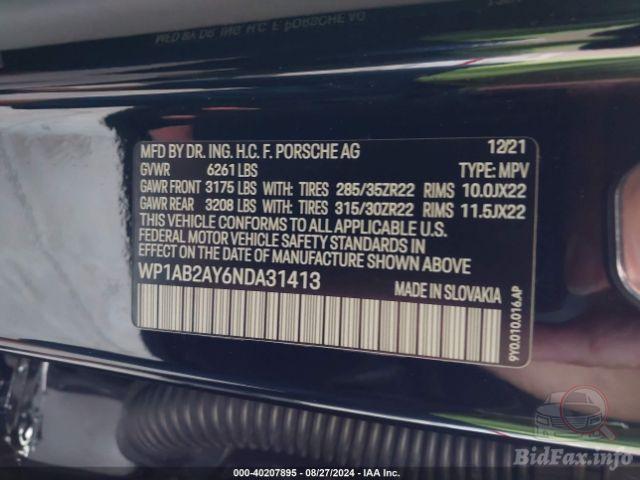 MFD BY DR. ING. H.C. F. PORSCHE AG 12/21
GVWR 6261 LBS TYPE: MPV
GAWR FRONT 3175 LBS WITH: TIRES 285/35ZR22 RIMS 10.0JX22
GAWR REAR 3208 LBS WITH: TIRES 315/30ZR22 RIMS 11.5JX22
THIS VEHICLE CONFORMS TO ALL APPLICABLE U.S.
FEDERAL MOTOR VEHICLE SAFETY STANDARDS IN
EFFECT ON THE DATE OF MANUFACTURE SHOWN ABOVE
WP1AB2AY6NDA31413 MADE IN SLOVAKIA
9Y0.010.016.AP
BidFax.info
000-40207895 - 08/27/2024 - IAA Inc.